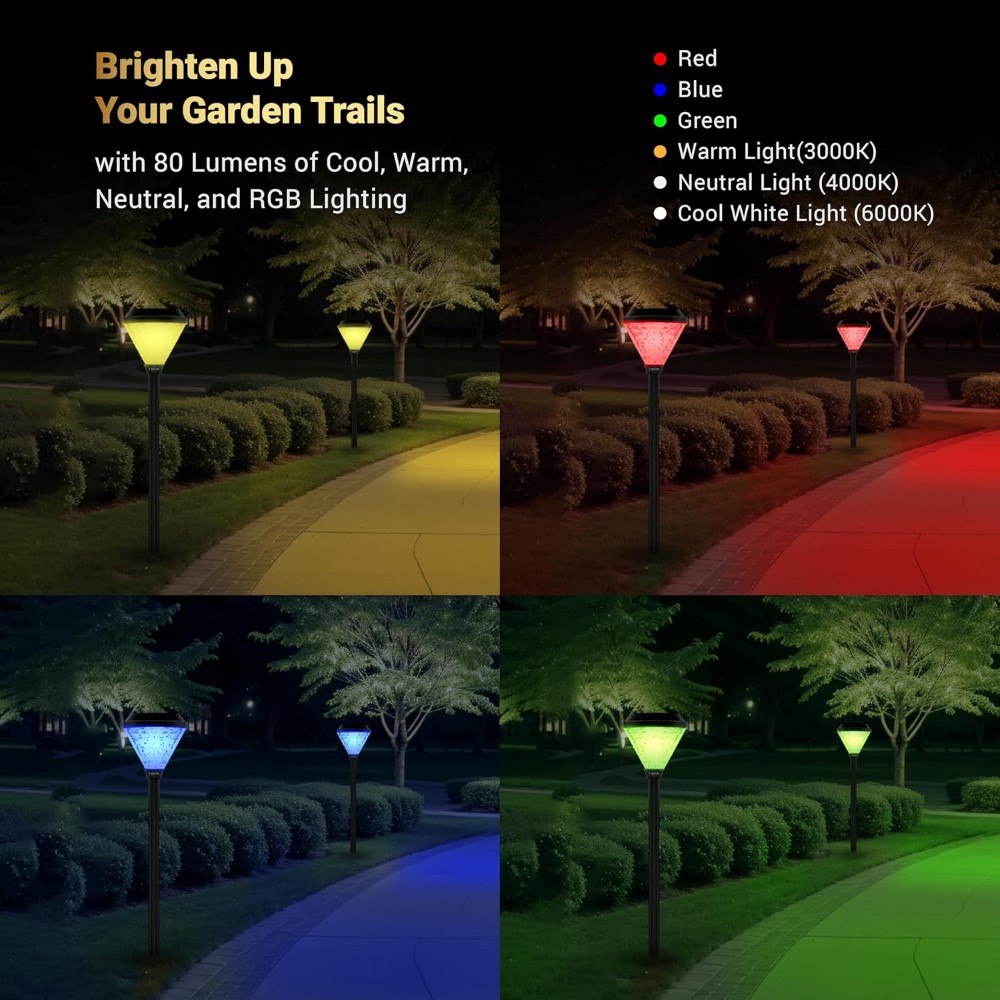 Brighten Up
Your Garden Trails
with 80 Lumens of Cool, Warm,
Neutral, and RGB Lighting
Red
Blue
Green
Warm Light(3000K)
Neutral Light (4000K)
Cool White Light (6000K)